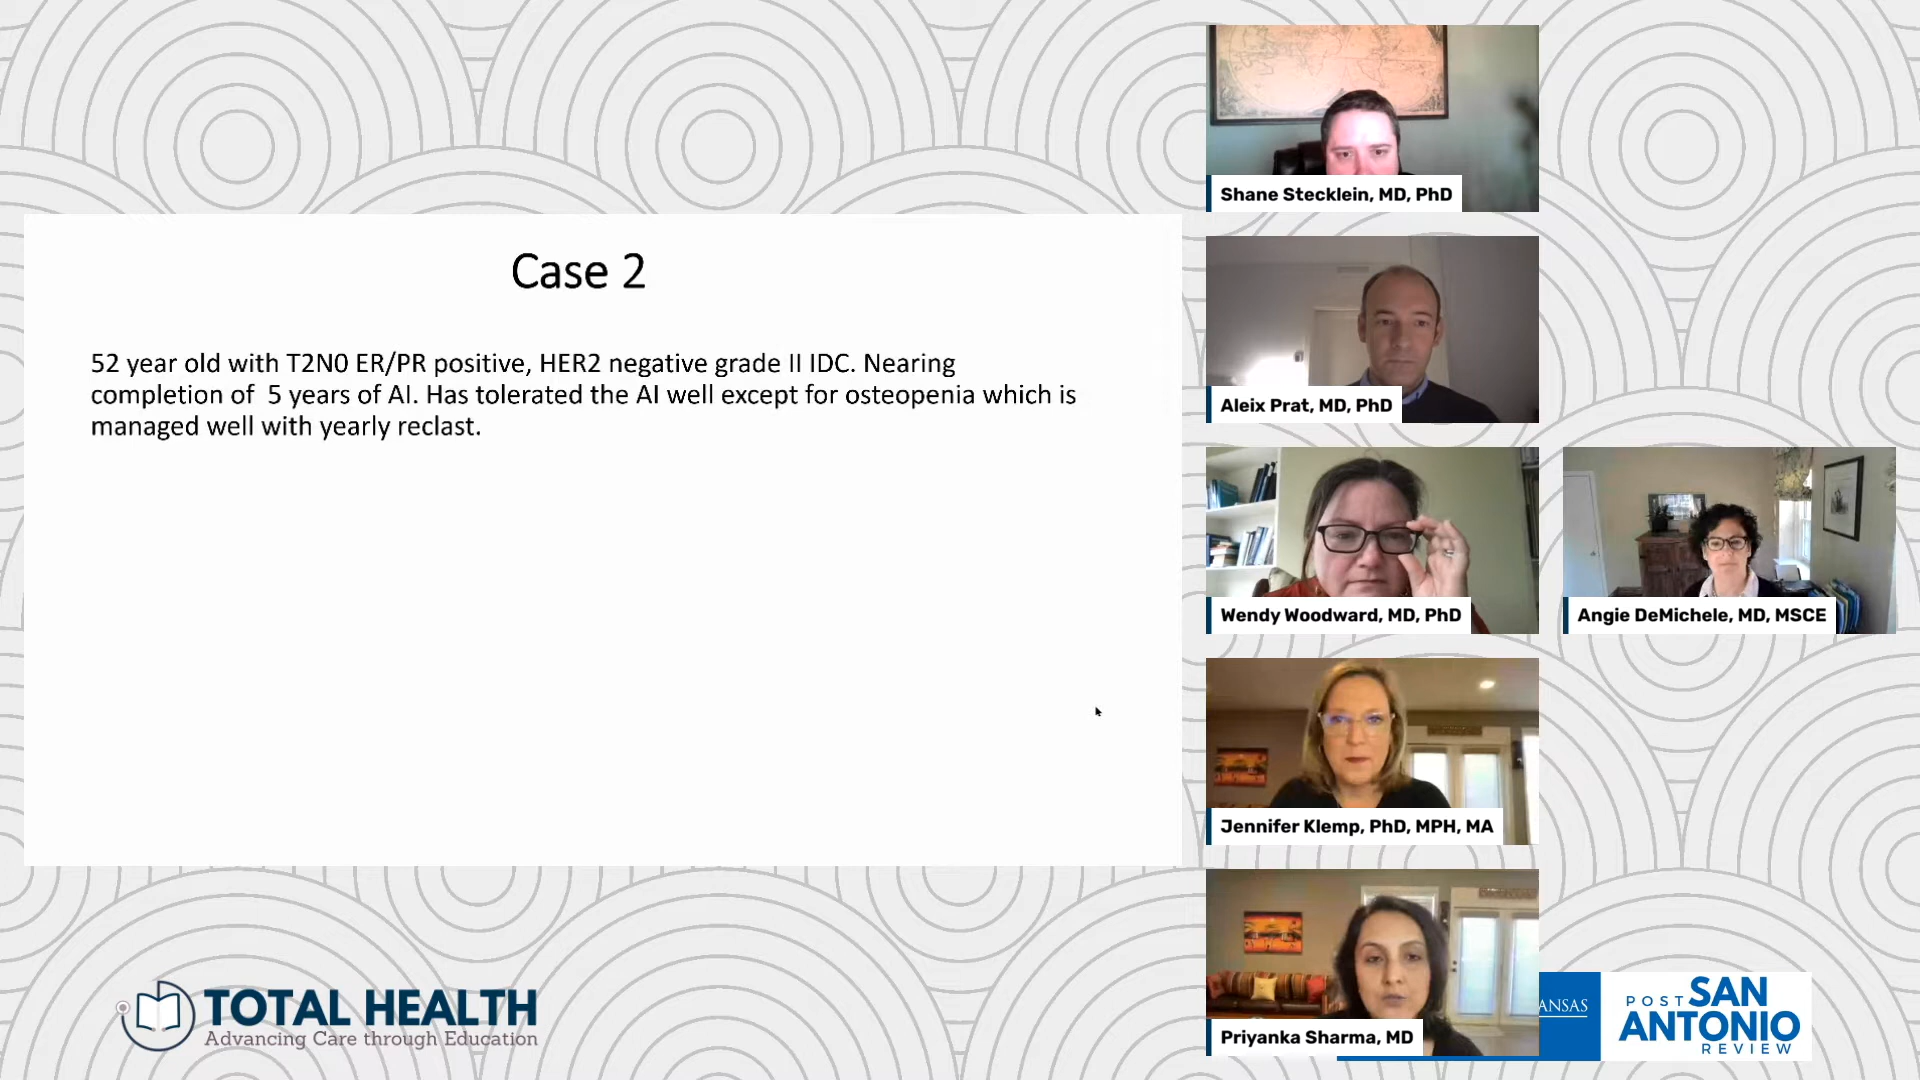 Case 2
52 year old with T2N0 ER/PR positive, HER2 negative grade II IDC. Nearing
completion of  5 years of AI. Has tolerated the AI well except for osteopenia which is
managed well with yearly reclast.
Shane Stecklein, MD, PhD
Aleix Prat, MD, PhD
Wendy Woodward, MD, PhD
Angie DeMichele, MD, MSCE
Jennifer Klemp, PhD, MPH, MA
Priyanka Sharma, MD
TOTAL HEALTH
Advancing Care through Education
ANSAS
POST SAN
ANTONIO
REVIEW